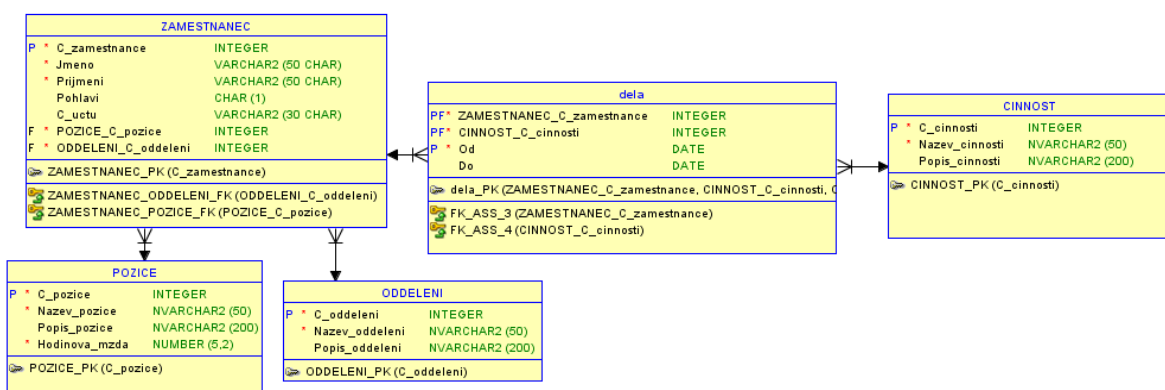 ZAMESTNANEC
P * C_zamestnance INTEGER
* Jmeno VARCHAR2 (50 CHAR)
* Prijmeni VARCHAR2 (50 CHAR)
Pohlavi CHAR (1)
C_uctu VARCHAR2 (30 CHAR)
F * POZICE_C_pozice INTEGER
F * ODDELENI_C_oddeleni INTEGER
ZAMESTNANEC_PK (C_zamestnance)
ZAMESTNANEC_ODDELENI_FK (ODDELENI_C_oddeleni)
ZAMESTNANEC_POZICE_FK (POZICE_C_pozice)
dela
PF* ZAMESTNANEC_C_zamestnance INTEGER
PF* CINNOST_C_cinnosti INTEGER
P * Od DATE
Do DATE
dela_PK (ZAMESTNANEC_C_zamestnance, CINNOST_C_cinnosti, C
FK_ASS_3 (ZAMESTNANEC_C_zamestnance)
FK_ASS_4 (CINNOST_C_cinnosti)
CINNOST
P * C_cinnosti INTEGER
* Nazev_cinnosti NVARCHAR2 (50)
Popis_cinnosti NVARCHAR2 (200)
CINNOST_PK (C_cinnosti)
POZICE
P * C_pozice INTEGER
* Nazev_pozice NVARCHAR2 (50)
Popis_pozice NVARCHAR2 (200)
* Hodinova_mzda NUMBER (5,2)
POZICE_PK (C_pozice)
ODDELENI
P * C_oddeleni INTEGER
* Nazev_oddeleni NVARCHAR2 (50)
Popis_oddeleni NVARCHAR2 (200)
ODDELENI_PK (C_oddeleni)